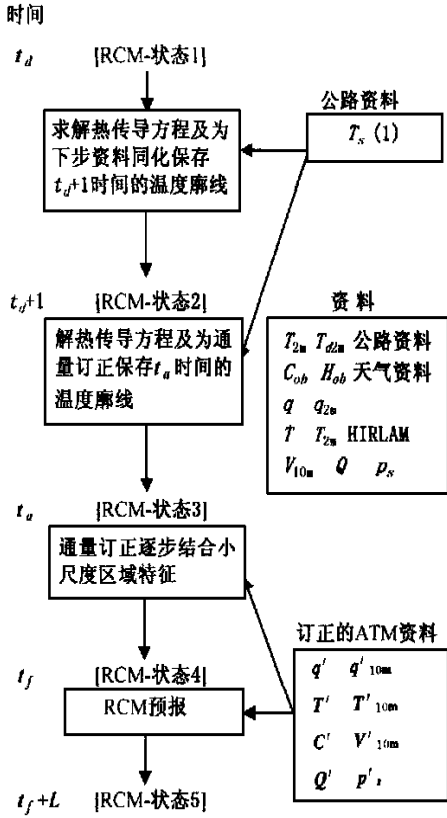 时间
t_d [RCM-状态1]
公路资料
求解热传导方程及为
下步资料同化保存
t_d+1时间的温度廓线
T_s (1)
t_d+1 [RCM-状态2]
资 料
解热传导方程及为通
量订正保存t_a时间的
温度廓线
T_2m T_d2m 公路资料
C_ob H_ob 天气资料
q q_2m
T T_2m HIRLAM
V_10m Q p_s
t_a [RCM-状态3]
通量订正逐步结合小
尺度区域特征
订正的ATM资料
t_f [RCM-状态4]
RCM预报
q' q'_10m
T' T'_10m
C' V'_10m
Q' p'_s
t_f+L [RCM-状态5]